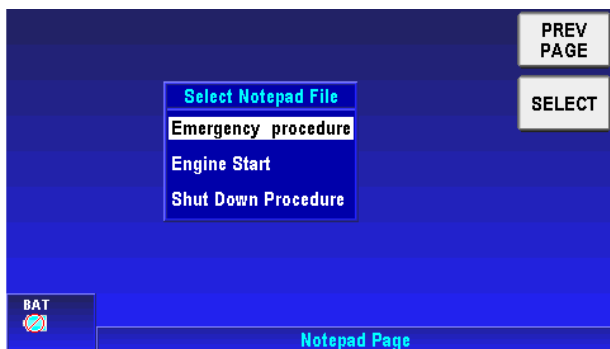 PREV
PAGE
SELECT
Select Notepad File
Emergency procedure
Engine Start
Shut Down Procedure
BAT
Notepad Page